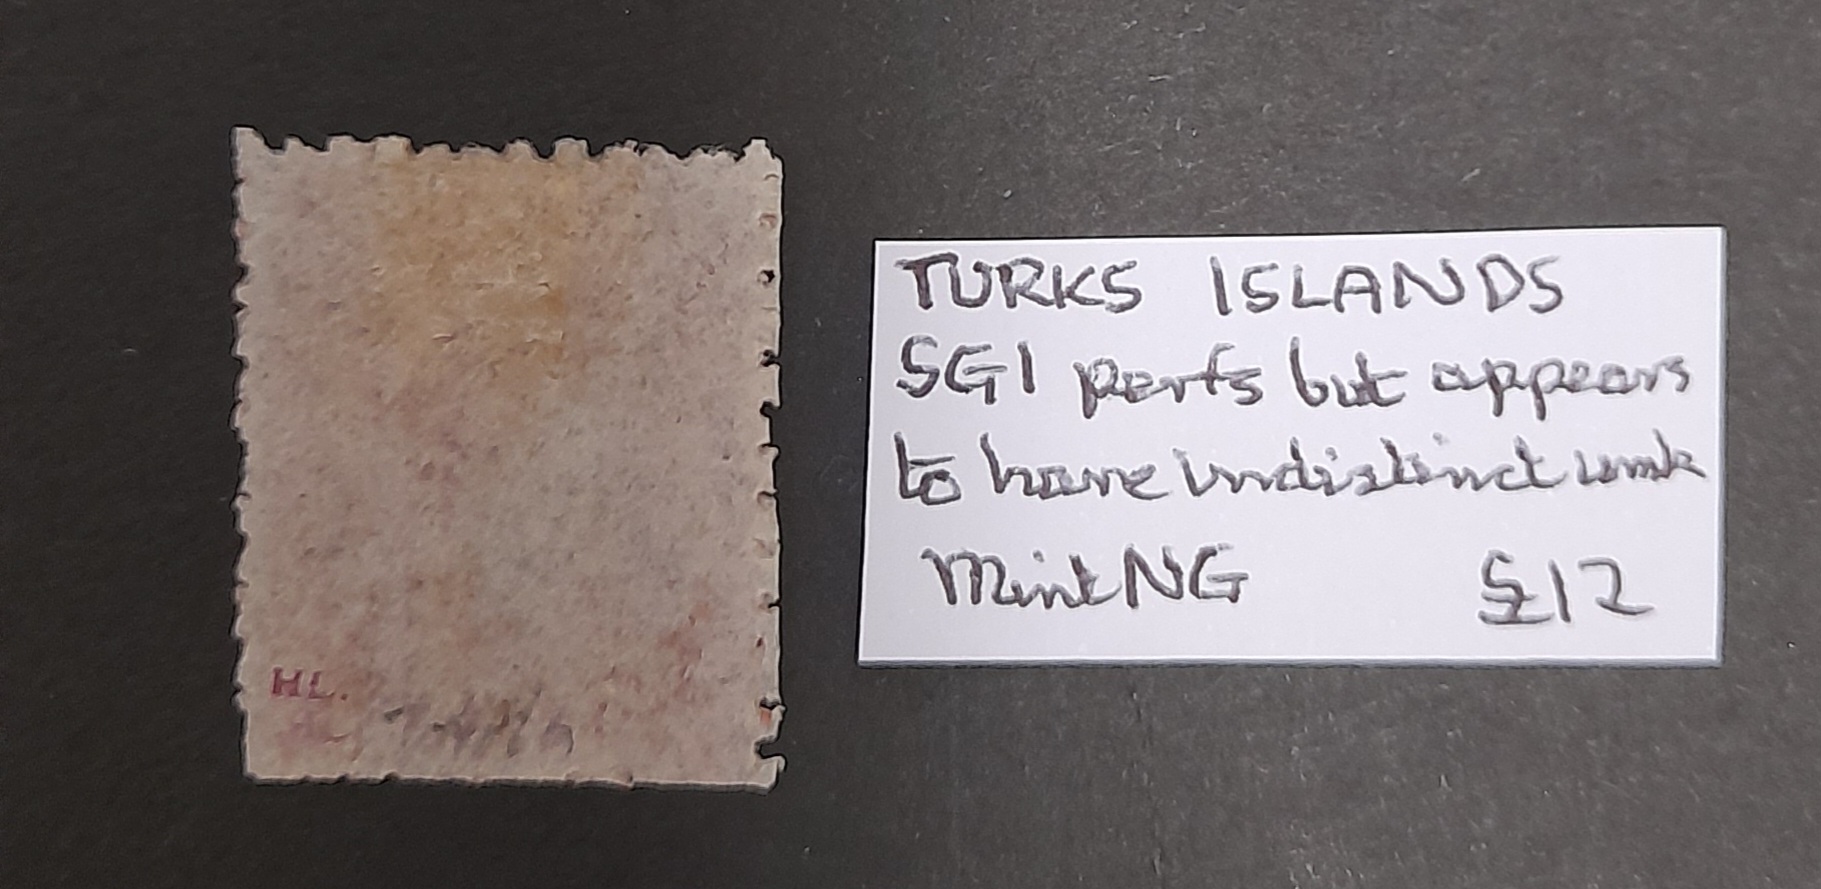 TURKS ISLANDS
SG1 perfs but appears
to have indistinct wmk
Mint NG £12
HL.